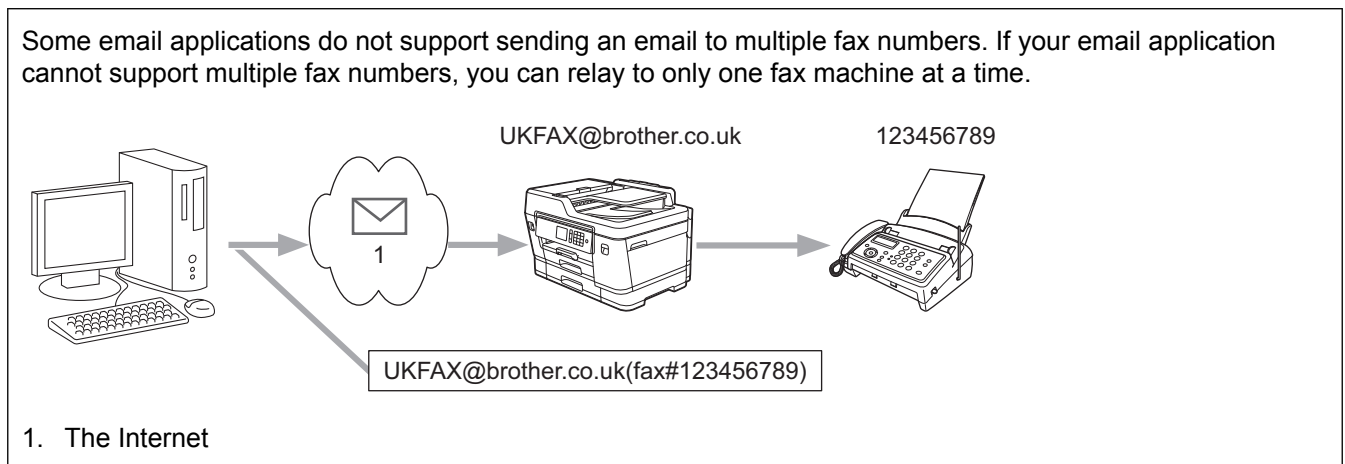 Some email applications do not support sending an email to multiple fax numbers. If your email application
cannot support multiple fax numbers, you can relay to only one fax machine at a time.
UKFAX@brother.co.uk
123456789
1
UKFAX@brother.co.uk(fax#123456789)
1. The Internet